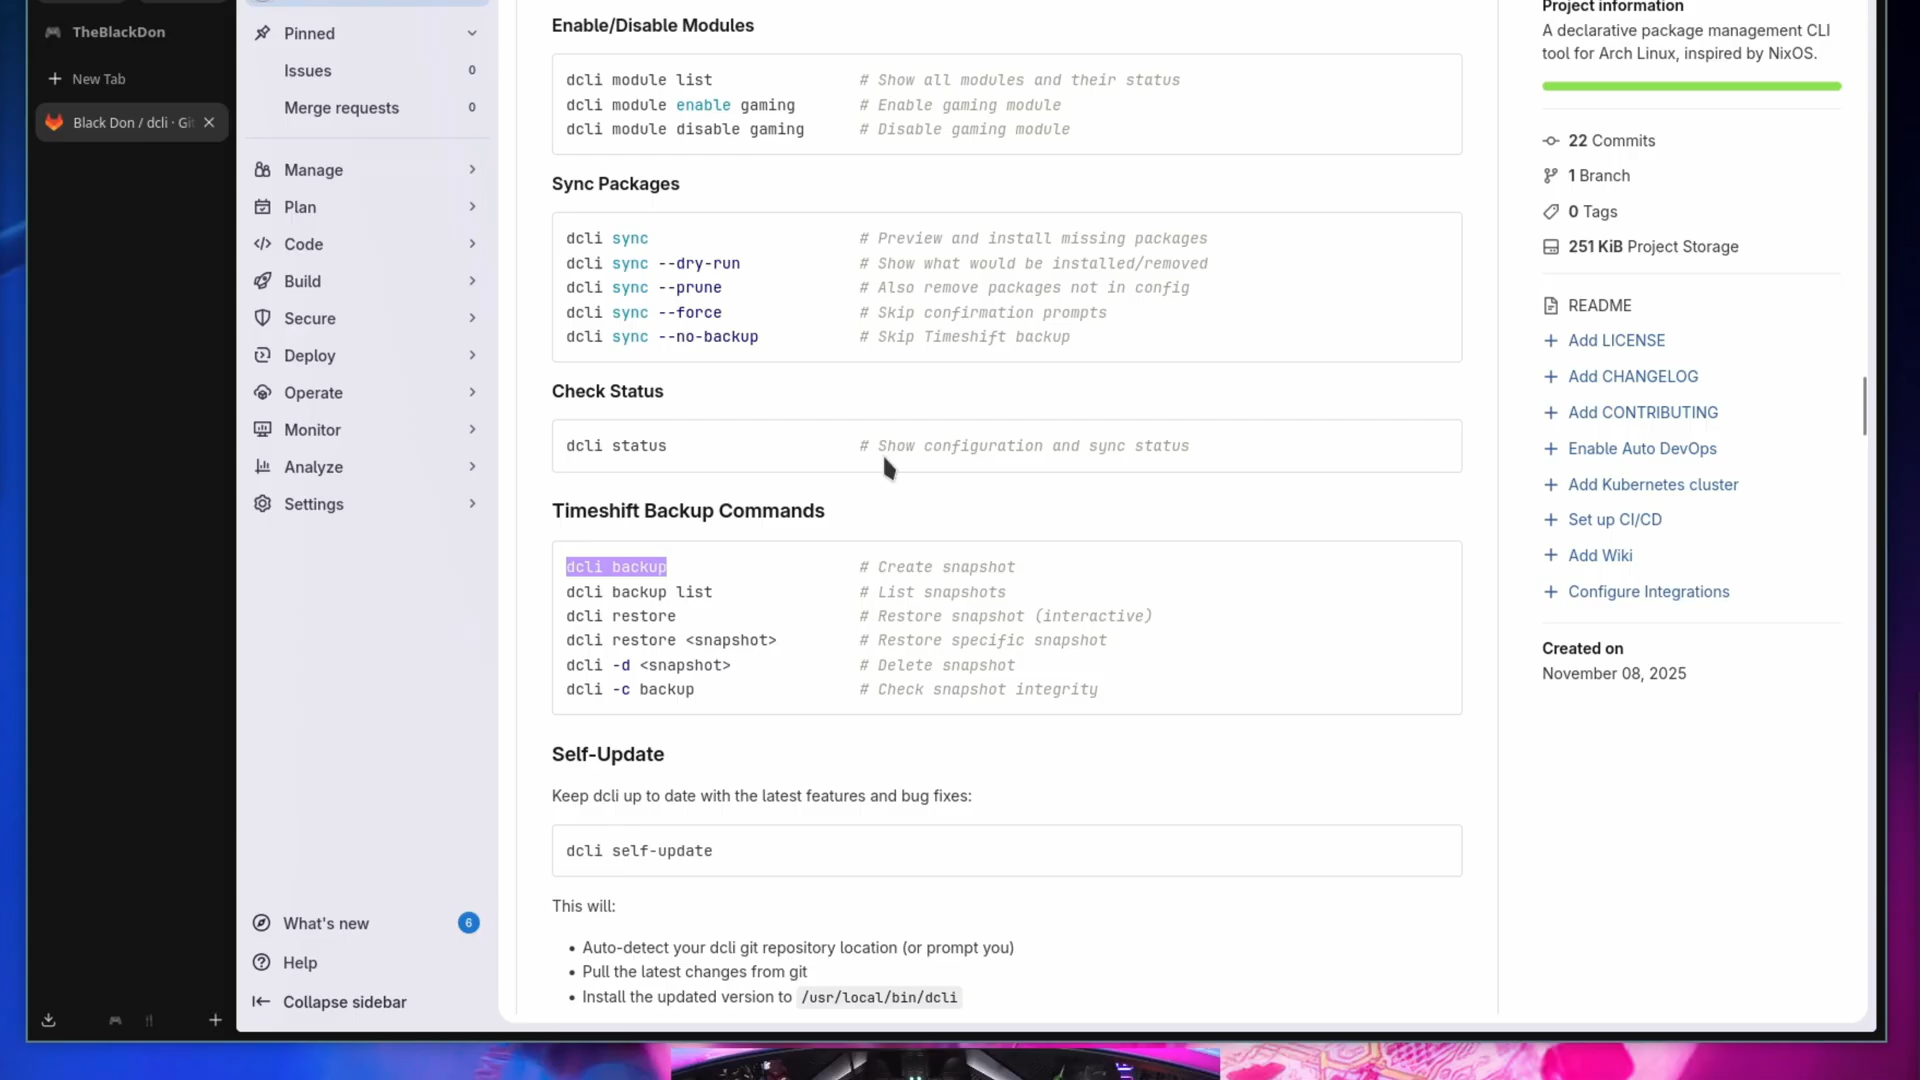 TheBlackDon
New Tab
Black Don / dcli · Gi
Pinned
Issues 0
Merge requests 0
Manage
Plan
Code
Build
Secure
Deploy
Operate
Monitor
Analyze
Settings
What's new 6
Help
Collapse sidebar
Enable/Disable Modules
dcli module list # Show all modules and their status
dcli module enable gaming # Enable gaming module
dcli module disable gaming # Disable gaming module
Sync Packages
dcli sync # Preview and install missing packages
dcli sync --dry-run # Show what would be installed/removed
dcli sync --prune # Also remove packages not in config
dcli sync --force # Skip confirmation prompts
dcli sync --no-backup # Skip Timeshift backup
Check Status
dcli status # Show configuration and sync status
Timeshift Backup Commands
dcli backup # Create snapshot
dcli backup list # List snapshots
dcli restore # Restore snapshot (interactive)
dcli restore <snapshot> # Restore specific snapshot
dcli -d <snapshot> # Delete snapshot
dcli -c backup # Check snapshot integrity
Self-Update
Keep dcli up to date with the latest features and bug fixes:
dcli self-update
This will:
• Auto-detect your dcli git repository location (or prompt you)
• Pull the latest changes from git
• Install the updated version to /usr/local/bin/dcli
Project information
A declarative package management CLI
tool for Arch Linux, inspired by NixOS.
22 Commits
1 Branch
0 Tags
251 KiB Project Storage
README
Add LICENSE
Add CHANGELOG
Add CONTRIBUTING
Enable Auto DevOps
Add Kubernetes cluster
Set up CI/CD
Add Wiki
Configure Integrations
Created on
November 08, 2025